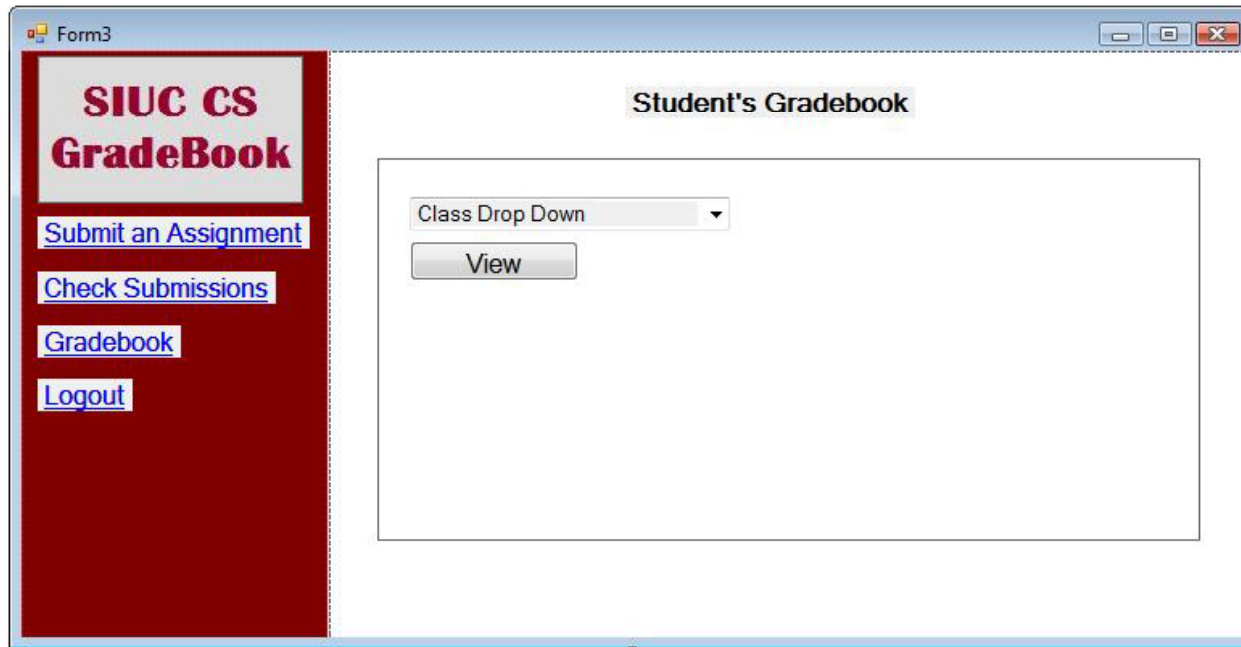 Form3
SIUC CS
GradeBook
Submit an Assignment
Check Submissions
Gradebook
Logout
Student's Gradebook
Class Drop Down
View